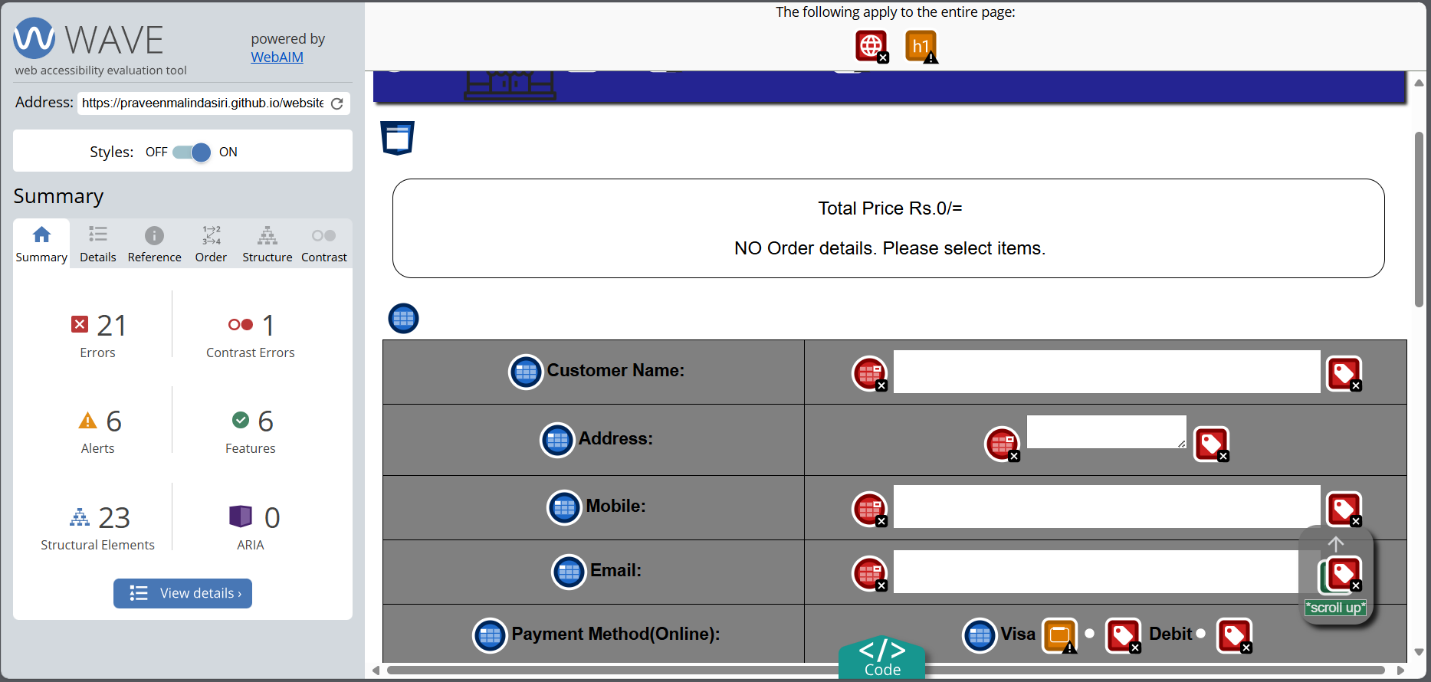 WAVE
web accessibility evaluation tool
powered by
WebAIM
Address: https://praveenmalindasiri.github.io/website
Styles: OFF ON
Summary
Summary Details Reference Order Structure Contrast
21 Errors
1 Contrast Errors
6 Alerts
6 Features
23 Structural Elements
0 ARIA
View details ›
The following apply to the entire page:
h1
Total Price Rs.0/=
NO Order details. Please select items.
Customer Name:
Address:
Mobile:
Email:
*scroll up*
Payment Method(Online): Visa Debit
</> Code